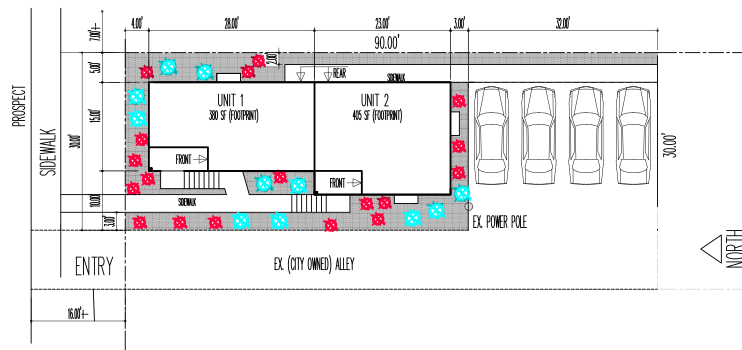 4.00'
28.00'
23.00'
3.00'
32.00'
90.00'
7.00'+-
5.00'
2.00'
REAR
SIDEWALK
UNIT 1
380 SF (FOOTPRINT)
UNIT 2
405 SF (FOOTPRINT)
PROSPECT
SIDEWALK
30.00'
15.00'
FRONT
FRONT
30.00'
10.00'
SIDEWALK
3.00'
EX. POWER POLE
ENTRY
EX. (CITY OWNED) ALLEY
NORTH
16.00'+-